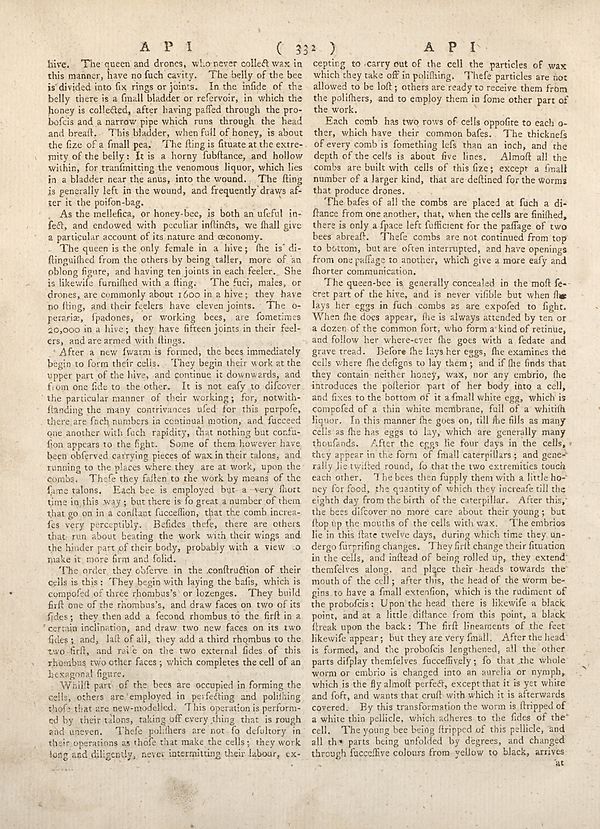 A P I ( 332 ) A P I
hive. The queen and drones, who never collect wax in
this manner, have no ſuch cavity. The belly of the bee
is divided into ſix rings or joints. In the inſide of the
belly there is a ſmall bladder or reſervoir, in which the
honey is collected, after having paſſed through the pro-
boſcis and a narrow pipe which runs through the head
and breaſt. This bladder, when full of honey, is about
the ſize of a ſmall pea. The ſting is ſituate at the extre-
mity of the belly: It is a horny ſubſtance, and hollow
within, for tranſmitting the venomous liquor, which lies
in a bladder near the anus, into the wound. The ſting
is generally left in the wound, and frequently draws af-
ter it the poiſon-bag.
As the melleſica, or honey-bee, is both an uſeful in-
ſect, and endowed with peculiar inſtincts, we ſhall give
a particular account of its nature and œconomy.
The queen is the only female in a hive; ſhe is di-
ſtinguiſhed from the others by being taller, more of an
oblong figure, and having ten joints in each feeler. She
is likewiſe furniſhed with a ſting. The fuci, males, or
drones, are commonly about 1600 in a hive; they have
no ſting, and their feelers have eleven joints. The o-
perariæ, ſpadones, or working bees, are ſometimes
20,000 in a hive; they have fifteen joints in their feel-
ers, and are armed with ſtings.
After a new ſwarm is formed, the bees immediately
begin to form their cells. They begin their work at the
upper part of the hive, and continue it downwards, and
from one ſide to the other. It is not eaſy to diſcover
the particular manner of their working; for, notwith-
ſtanding the many contrivances uſed for this purpoſe,
there are ſuch numbers in continual motion, and ſucceed
one another with ſuch rapidity, that nothing but confu-
ſion appears to the ſight. Some of them however have
been obſerved carrying pieces of wax in their talons, and
running to the places where they are at work, upon the
combs. Theſe they faſten to the work by means of the
ſame talons. Each bee is employed but a very ſhort
time in this way; but there is ſo great a number of them
that go on in a conſtant ſucceſſion, that the comb increa-
ſes very perceptibly. Beſides theſe, there are others
that run about beating the work with their wings and
the hinder part of their body, probably with a view to
make it more firm and ſolid.
The order they obſerve in the conſtruction of their
cells is this: They begin with laying the baſis, which is
compoſed of three rhombus's or lozenges. They build
firſt one of the rhombus's, and draw faces on two of its
ſides; they then add a ſecond rhombus to the firſt in a
certain inclination, and draw two new faces on its two
ſides; and, laſt of all, they add a third rhombus to the
two firſt, and raiſe on the two external ſides of this
rhombus two other faces; which completes the cell of an
hexagonal figure.
Whilſt part of the bees are occupied in forming the
cells, others are employed in perfecting and poliſhing
thoſe that are new-modelled. This operation is perform-
ed by their talons, taking off every thing that is rough
and uneven. Theſe poliſhers are not ſo deſultory in
their operations as thoſe that make the cells; they work
long and diligently, never intermitting their labour, ex-
cepting to carry out of the cell the particles of wax
which they take off in poliſhing. Theſe particles are not
allowed to be loſt; others are ready to receive them from
the poliſhers, and to employ them in ſome other part of
the work.
Each comb has two rows of cells oppoſite to each o-
ther, which have their common baſes. The thickneſs
of every comb is ſomething leſs than an inch, and the
depth of the cells is about five lines. Almoſt all the
combs are built with cells of this ſize; except a ſmall
number of a larger kind, that are deſtined for the worms
that produce drones.
The baſes of all the combs are placed at ſuch a di-
ſtance from one another, that, when the cells are finiſhed,
there is only a ſpace left ſufficient for the paſſage of two
bees abreaſt. Theſe combs are not continued from top
to bottom, but are often interrupted, and have openings
from one paſſage to another, which give a more eaſy and
ſhorter communication.
The queen-bee is generally concealed in the moſt ſe-
cret part of the hive, and is never viſible but when ſhe
lays her eggs in ſuch combs as are expoſed to ſight.
When ſhe does appear, ſhe is always attended by ten or
a dozen of the common ſort, who form a kind of retinue,
and follow her where-ever ſhe goes with a ſedate and
grave tread. Before ſhe lays her eggs, ſhe examines the
cells where ſhe deſigns to lay them; and if ſhe finds that
they contain neither honey, wax, nor any embrio, ſhe
introduces the poſterior part of her body into a cell,
and fixes to the bottom of it a ſmall white egg, which is
compoſed of a thin white membrane, full of a whitiſh
liquor. In this manner ſhe goes on, till ſhe fills as many
cells as ſhe has eggs to lay, which are generally many
thouſands. After the eggs lie four days in the cells,
they appear in the form of ſmall caterpillars; and gene-
rally lie twiſted round, ſo that the two extremities touch
each other. The bees then ſupply them with a little ho-
ney for food, the quantity of which they increaſe till the
eighth day from the birth of the caterpillar. After this,
the bees diſcover no more care about their young; but
ſtop up the mouths of the cells with wax. The embrios
lie in this ſtate twelve days, during which time they un-
dergo ſurpriſing changes. They firſt change their ſituation
in the cells, and inſtead of being rolled up, they extend
themſelves along, and place their heads towards the
mouth of the cell; after this, the head of the worm be-
gins to have a ſmall extenſion, which is the rudiment of
the proboſcis: Upon the head there is likewiſe a black
point, and at a little diſtance from this point, a black
ſtreak upon the back: The firſt lineaments of the feet
likewiſe appear; but they are very ſmall. After the head
is formed, and the proboſcis lengthened, all the other
parts diſplay themſelves ſucceſſively; ſo that the whole
worm or embrio is changed into an aurelia or nymph,
which is the fly almoſt perfect, except that it is yet white
and ſoft, and wants that cruſt with which it is afterwards
covered. By this transformation the worm is ſtripped of
a white thin pellicle, which adheres to the ſides of the
cell. The young bee being ſtripped of this pellicle, and
all the parts being unfolded by degrees, and changed
through ſucceſſive colours from yellow to black, arrives
at